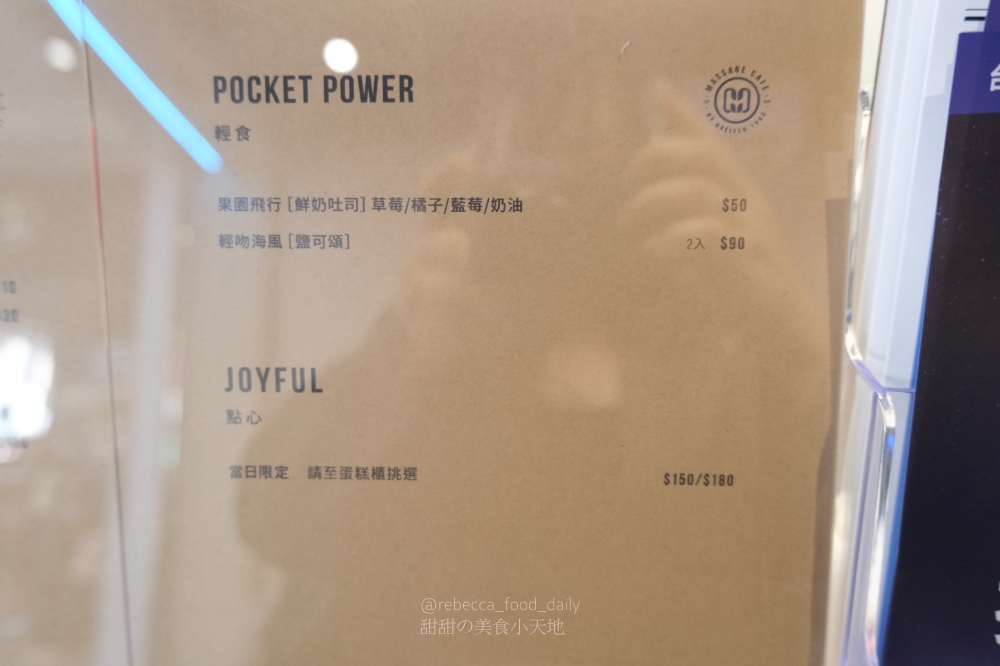 POCKET POWER
輕食
MASSAGE CAFE
果園飛行 [鮮奶吐司] 草莓/橘子/藍莓/奶油 $50
輕吻海風 [鹽可頌] 2入 $90
JOYFUL
點心
當日限定 請至蛋糕櫃挑選 $150/$180
@rebecca_food_daily
甜甜の美食小天地